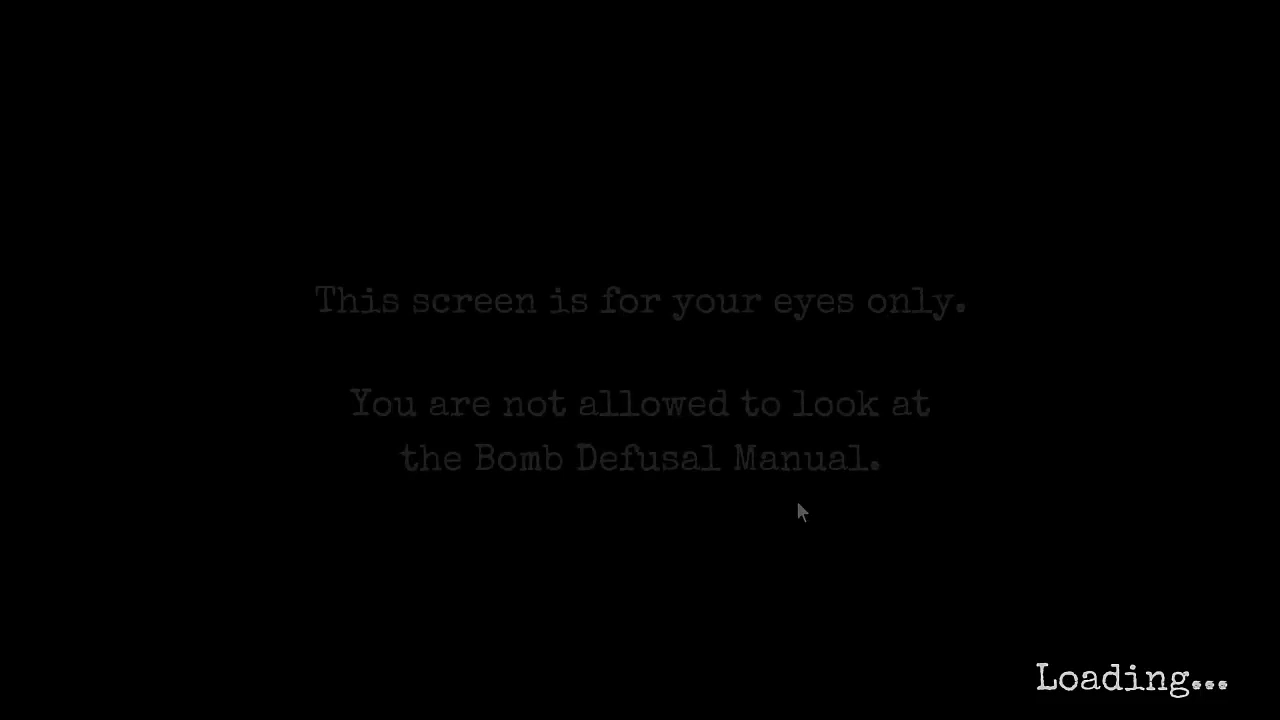 This screen is for your eyes only.
You are not allowed to look at
the Bomb Defusal Manual.
Loading...